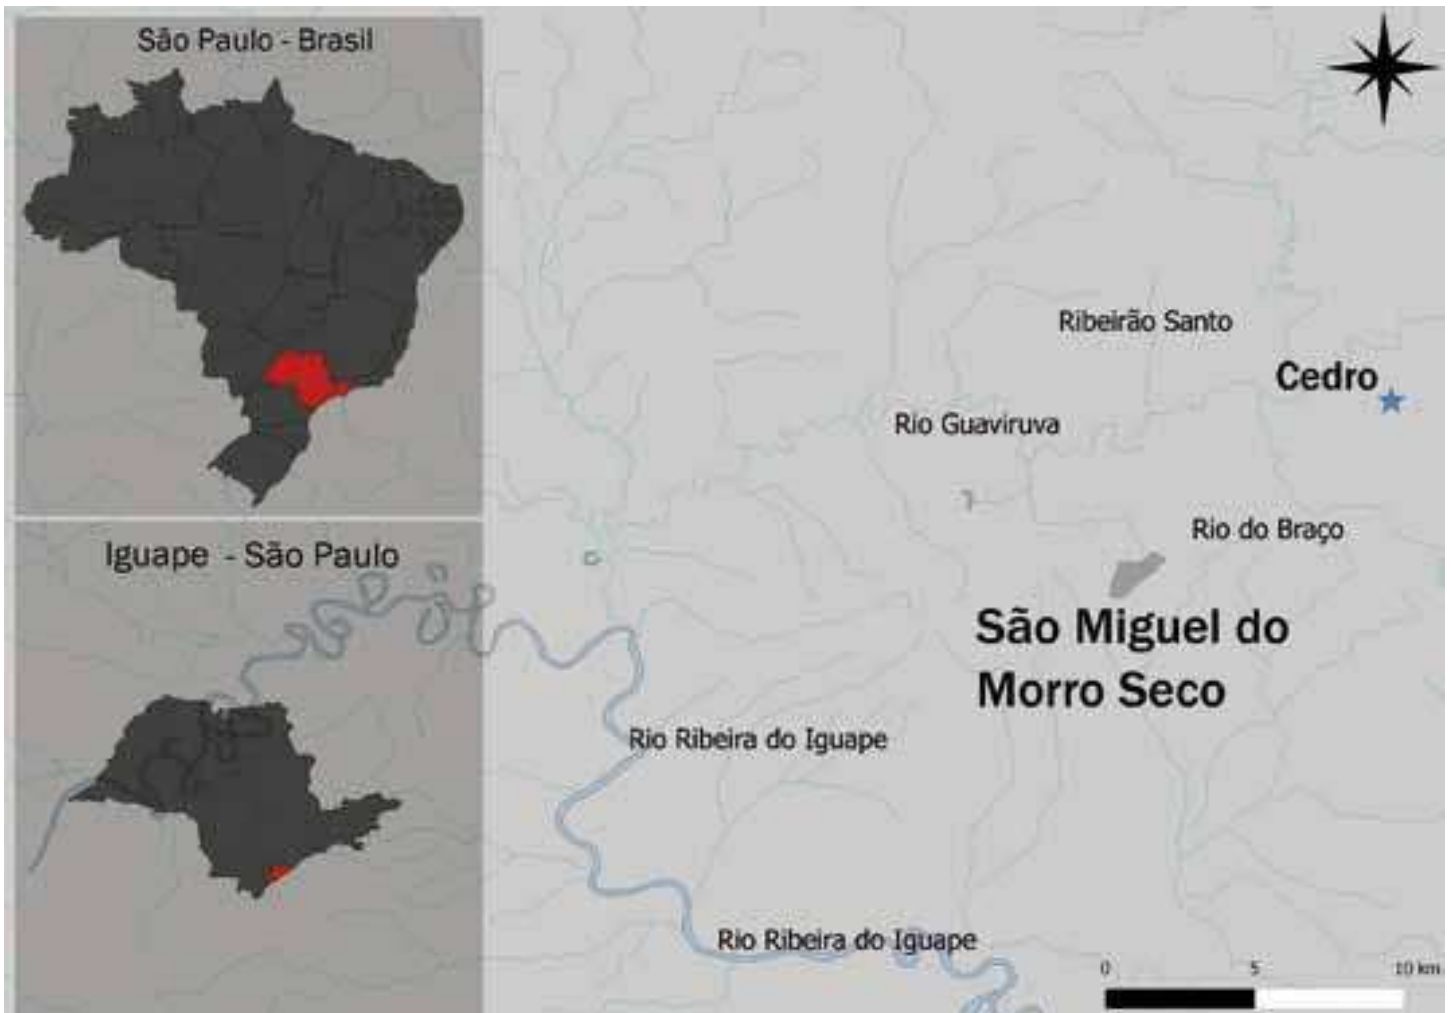 São Paulo - Brasil
Iguape - São Paulo
Ribeirão Santo
Cedro
Rio Guaviruva
Rio do Braço
São Miguel do
Morro Seco
Rio Ribeira do Iguape
Rio Ribeira do Iguape
0 5 10 km